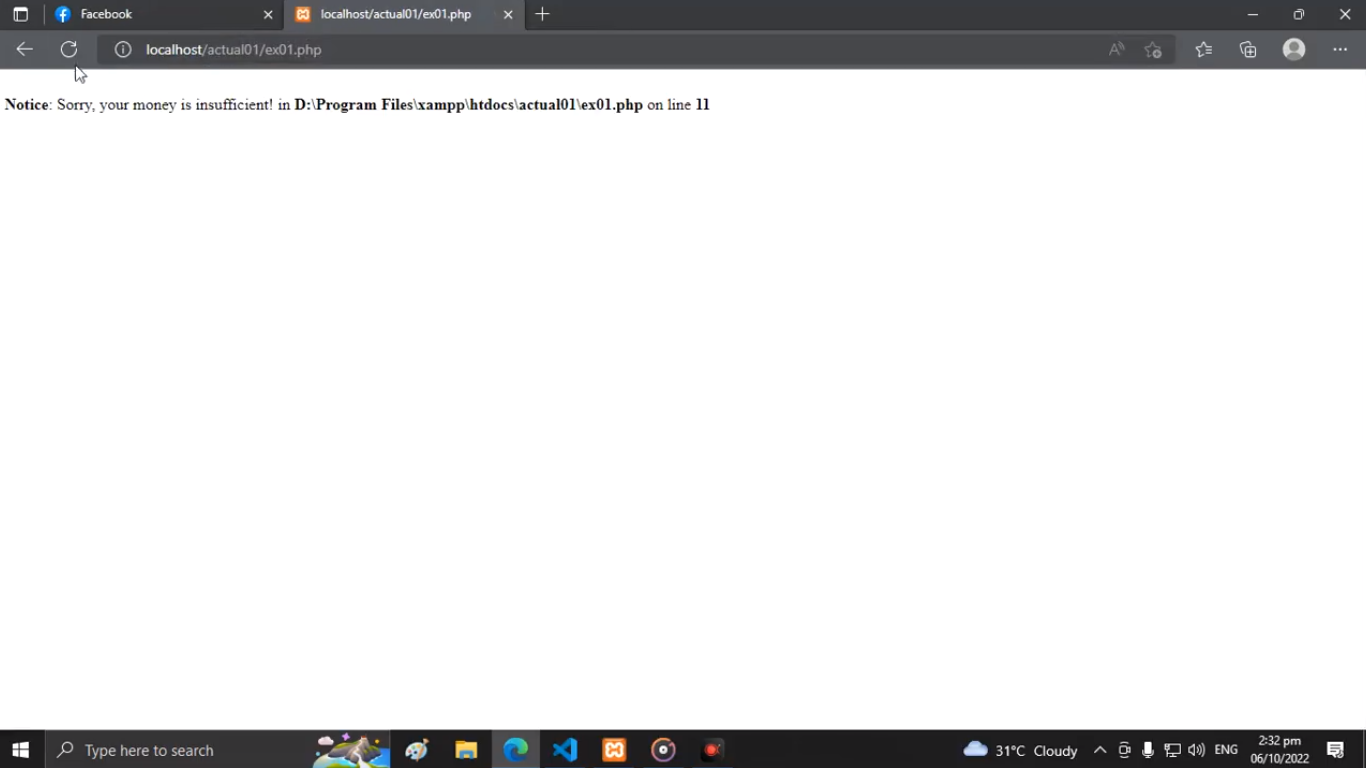 Facebook
localhost/actual01/ex01.php
localhost/actual01/ex01.php
Notice: Sorry, your money is insufficient! in D:\Program Files\xampp\htdocs\actual01\ex01.php on line 11
Type here to search
31°C Cloudy
ENG
2:32 pm
06/10/2022